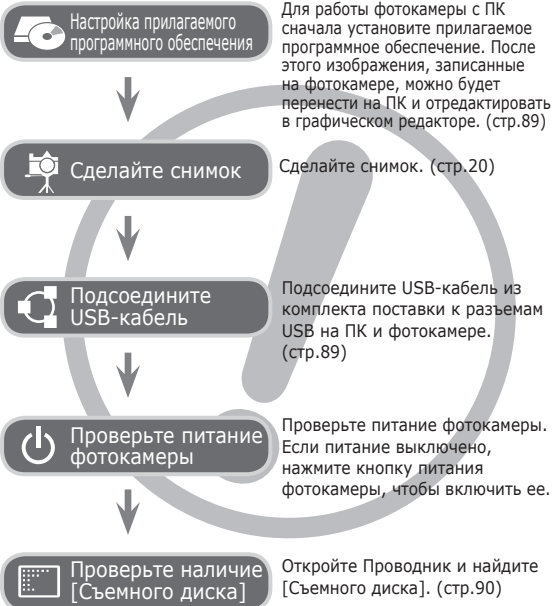 Настройка прилагаемого
программного обеспечения
Для работы фотокамеры с ПК
сначала установите прилагаемое
программное обеспечение. После
этого изображения, записанные
на фотокамере, можно будет
перенести на ПК и отредактировать
в графическом редакторе. (стр.89)
Сделайте снимок
Сделайте снимок. (стр.20)
Подсоедините
USB-кабель
Подсоедините USB-кабель из
комплекта поставки к разъемам
USB на ПК и фотокамере.
(стр.89)
Проверьте питание
фотокамеры
Проверьте питание фотокамеры.
Если питание выключено,
нажмите кнопку питания
фотокамеры, чтобы включить ее.
Проверьте наличие
[Съемного диска]
Откройте Проводник и найдите
[Съемного диска]. (стр.90)